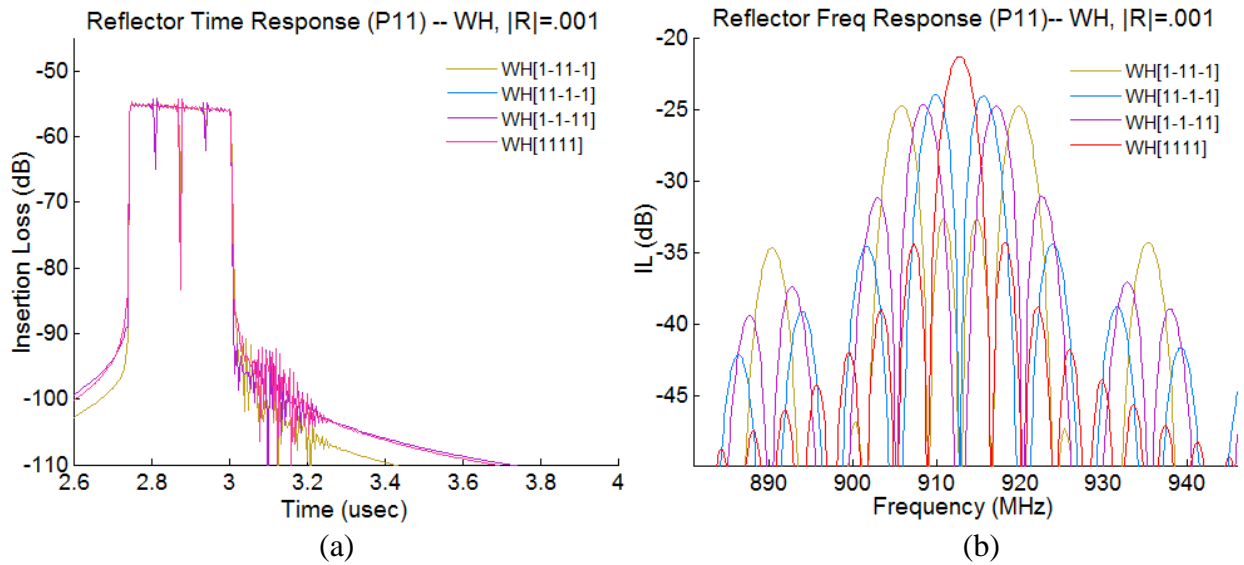 Reflector Time Response (P11) -- WH, |R|=.001
-50
-60
-70
-80
-90
-100
-110
Insertion Loss (dB)
WH[1-11-1]
WH[11-1-1]
WH[1-1-11]
WH[1111]
2.6
2.8
3
3.2
3.4
3.6
3.8
4
Time (usec)
(a)
Reflector Freq Response (P11)-- WH, |R|=.001
-20
-25
-30
-35
-40
-45
IL (dB)
WH[1-11-1]
WH[11-1-1]
WH[1-1-11]
WH[1111]
890
900
910
920
930
940
Frequency (MHz)
(b)